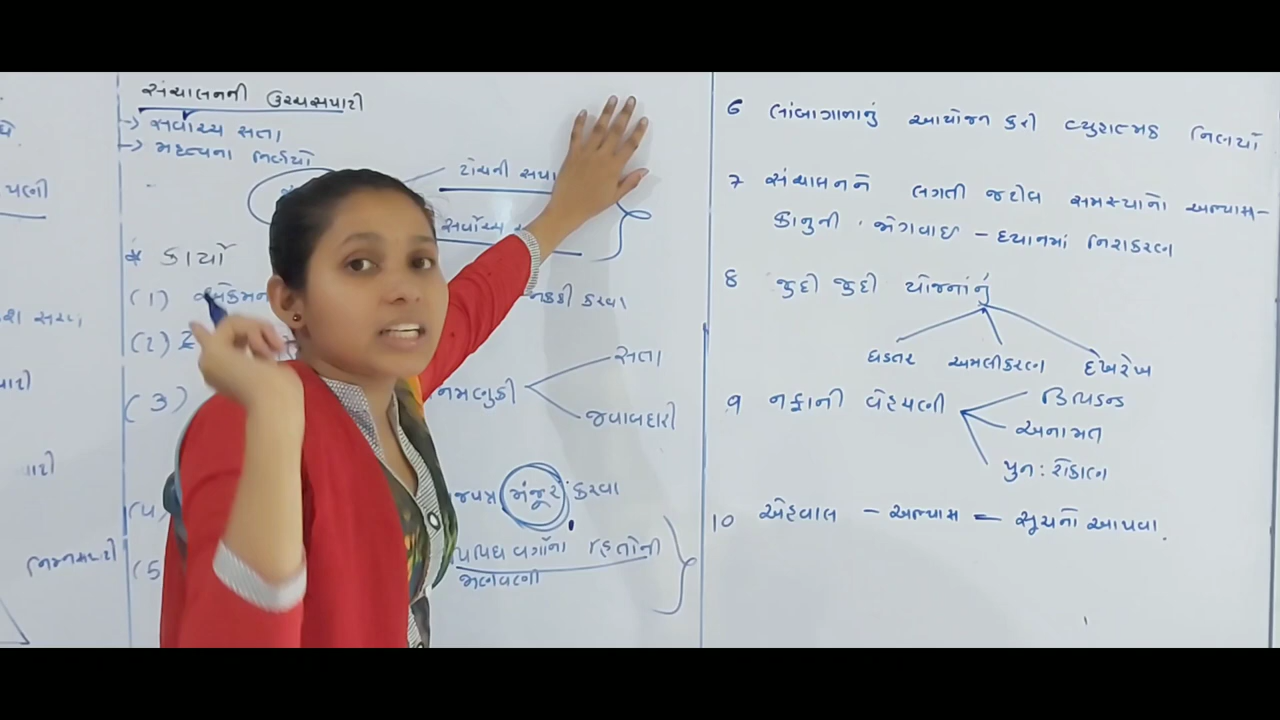 સંચાલનની ઉચ્ચસપાટી
-> સર્વોચ્ચ સત્તા
-> મહત્વના નિર્ણયો
ટોચની સપા
સર્વોચ્ચ સ
* કાર્યો
(1) એકમન નક્કી કરવા
(2)
(3) નિમણુકી
સત્તા
જવાબદારી
(4) જપત્ર મંજૂર કરવા
(5 વિવિધ વર્ગોના હિતોની
જાળવણી
6 લાંબાગાળાનું આયોજન કરી વ્યુહાત્મક નિર્ણયો
7 સંચાલનને લગતી જટીલ સમસ્યાનો અભ્યાસ-
કાનુની જોગવાઈ - ધ્યાનમાં નિરાકરણ
8 જુદી જુદી યોજનાનું
ઘડતર અમલીકરણ દેખરેખ
9 નફાની વહેચણી
ડિવિડન્ડ
અનામત
પુન: રોકાણ
10 અહેવાલ - અભ્યાસ - સૂચનો આપવા.